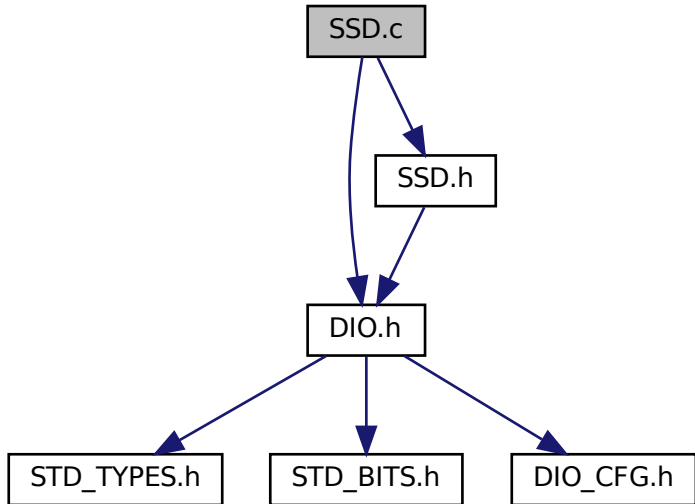 SSD.c
SSD.h
DIO.h
STD_TYPES.h
STD_BITS.h
DIO_CFG.h